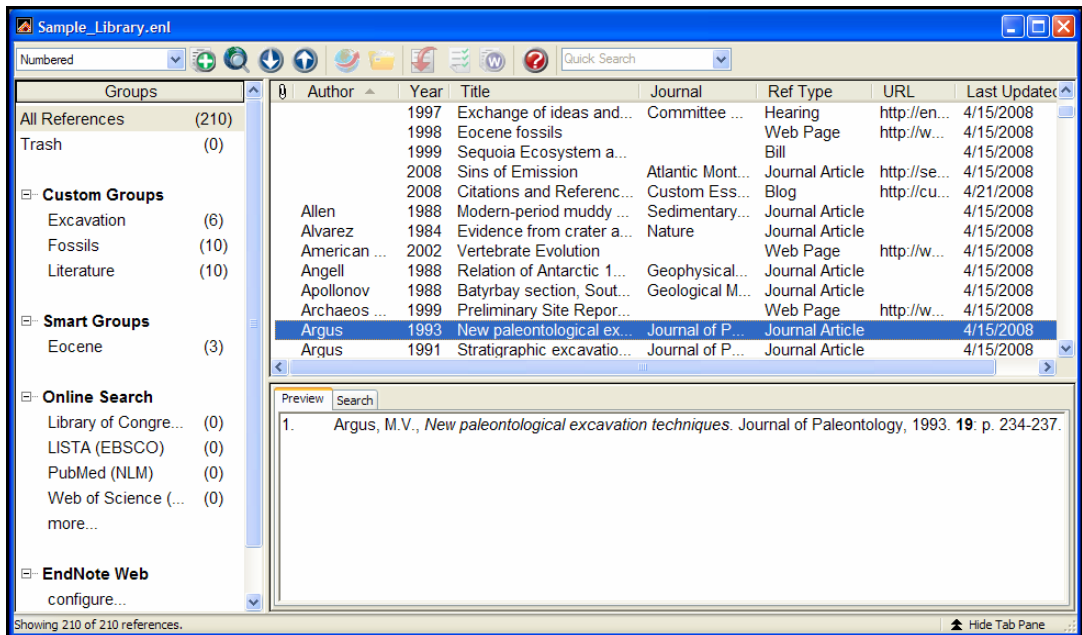 Sample_Library.enl
Numbered
Quick Search
Groups
All References (210)
Trash (0)
Custom Groups
Excavation (6)
Fossils (10)
Literature (10)
Smart Groups
Eocene (3)
Online Search
Library of Congre... (0)
LISTA (EBSCO) (0)
PubMed (NLM) (0)
Web of Science (... (0)
more...
EndNote Web
configure...
Author Year Title Journal Ref Type URL Last Updated
1997 Exchange of ideas and... Committee ... Hearing http://en... 4/15/2008
1998 Eocene fossils Web Page http://w... 4/15/2008
1999 Sequoia Ecosystem a... Bill 4/15/2008
2008 Sins of Emission Atlantic Mont... Journal Article http://se... 4/15/2008
2008 Citations and Referenc... Custom Ess... Blog http://cu... 4/21/2008
Allen 1988 Modern-period muddy ... Sedimentary... Journal Article 4/15/2008
Alvarez 1984 Evidence from crater a... Nature Journal Article 4/15/2008
American ... 2002 Vertebrate Evolution Web Page http://w... 4/15/2008
Angell 1988 Relation of Antarctic 1... Geophysical... Journal Article 4/15/2008
Apollonov 1988 Batyrbay section, Sout... Geological M... Journal Article 4/15/2008
Archaeos ... 1999 Preliminary Site Repor... Web Page http://w... 4/15/2008
Argus 1993 New paleontological ex... Journal of P... Journal Article 4/15/2008
Argus 1991 Stratigraphic excavatio... Journal of P... Journal Article 4/15/2008
Preview Search
1. Argus, M.V., New paleontological excavation techniques. Journal of Paleontology, 1993. 19: p. 234-237.
Showing 210 of 210 references.
Hide Tab Pane